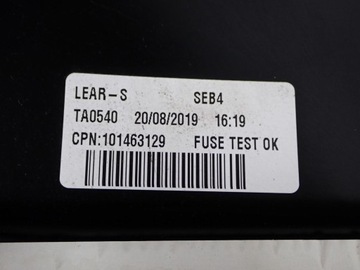 LEAR-S SEB4
TA0540 20/08/2019 16:19
CPN:101463129 FUSE TEST OK